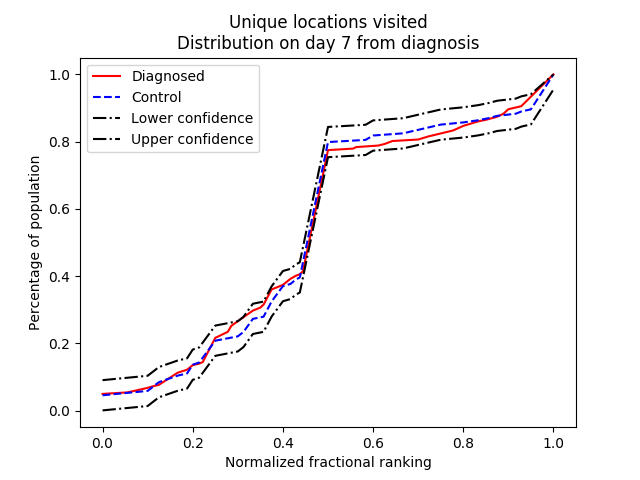 Unique locations visited
Distribution on day 7 from diagnosis
Diagnosed
Control
Lower confidence
Upper confidence
Percentage of population
1.0
0.8
0.6
0.4
0.2
0.0
0.0 0.2 0.4 0.6 0.8 1.0
Normalized fractional ranking